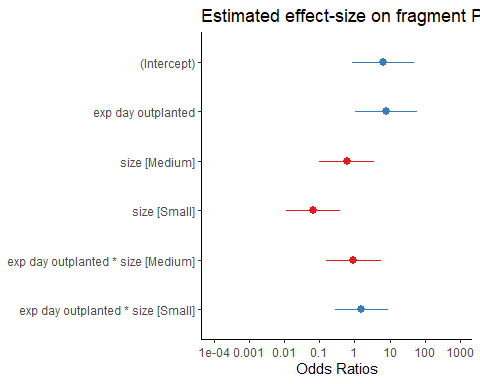 Estimated effect-size on fragment P
(Intercept)
exp day outplanted
size [Medium]
size [Small]
exp day outplanted * size [Medium]
exp day outplanted * size [Small]
1e-04 0.001 0.01 0.1 1 10 100 1000
Odds Ratios